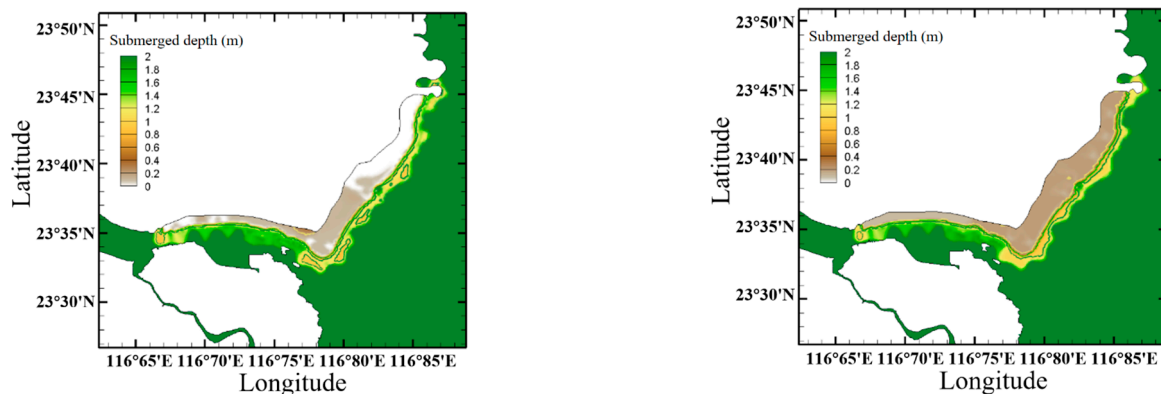 23°50'N
23°45'N
23°40'N
23°35'N
23°30'N
Latitude
Submerged depth (m)
2
1.8
1.6
1.4
1.2
1
0.8
0.6
0.4
0.2
0
116°65'E 116°70'E 116°75'E 116°80'E 116°85'E
Longitude
23°50'N
23°45'N
23°40'N
23°35'N
23°30'N
Latitude
Submerged depth (m)
2
1.8
1.6
1.4
1.2
1
0.8
0.6
0.4
0.2
0
116°65'E 116°70'E 116°75'E 116°80'E 116°85'E
Longitude